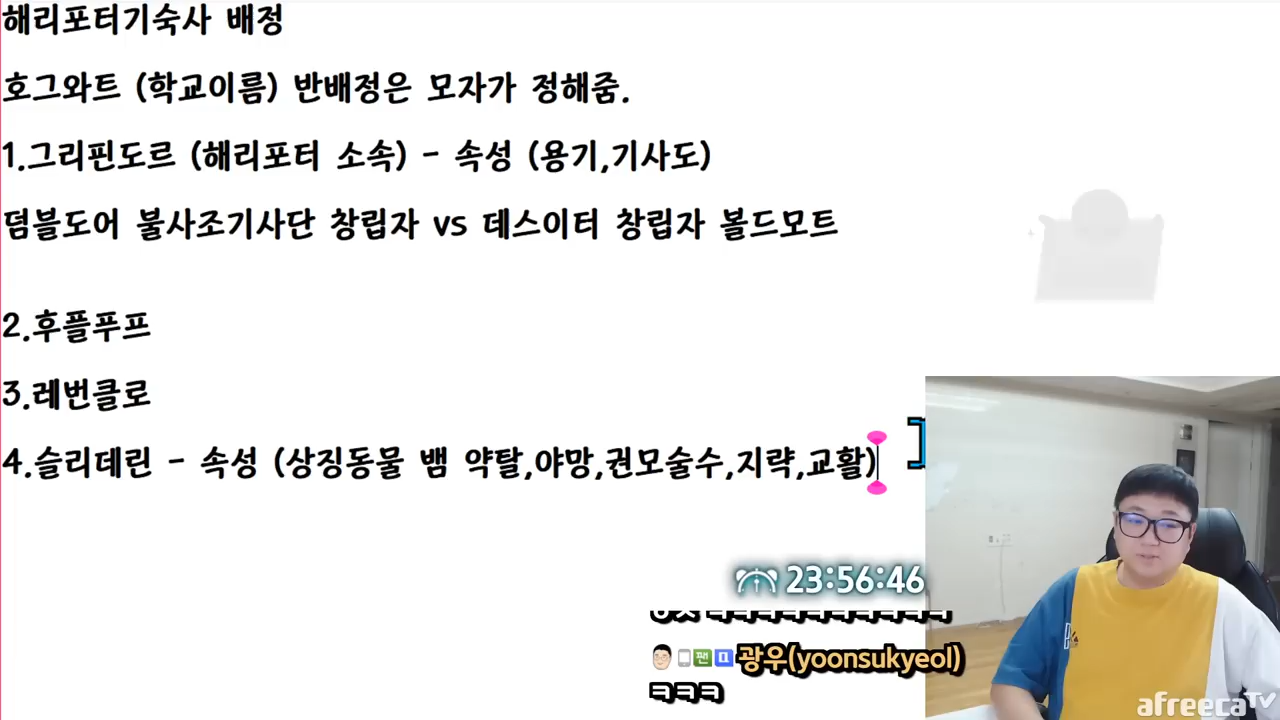 해리포터기숙사 배정
호그와트 (학교이름) 반배정은 모자가 정해줌.
1.그리핀도르 (해리포터 소속) - 속성 (용기,기사도)
덤블도어 불사조기사단 창립자 vs 데스이터 창립자 볼드모트
2.후플푸프
3.레번클로
4.슬리데린 - 속성 (상징동물 뱀 약탈,야망,권모술수,지략,교활)
23:56:46
팬
광우(yoonsukyeol)
ㅋㅋㅋ
afreecaTV